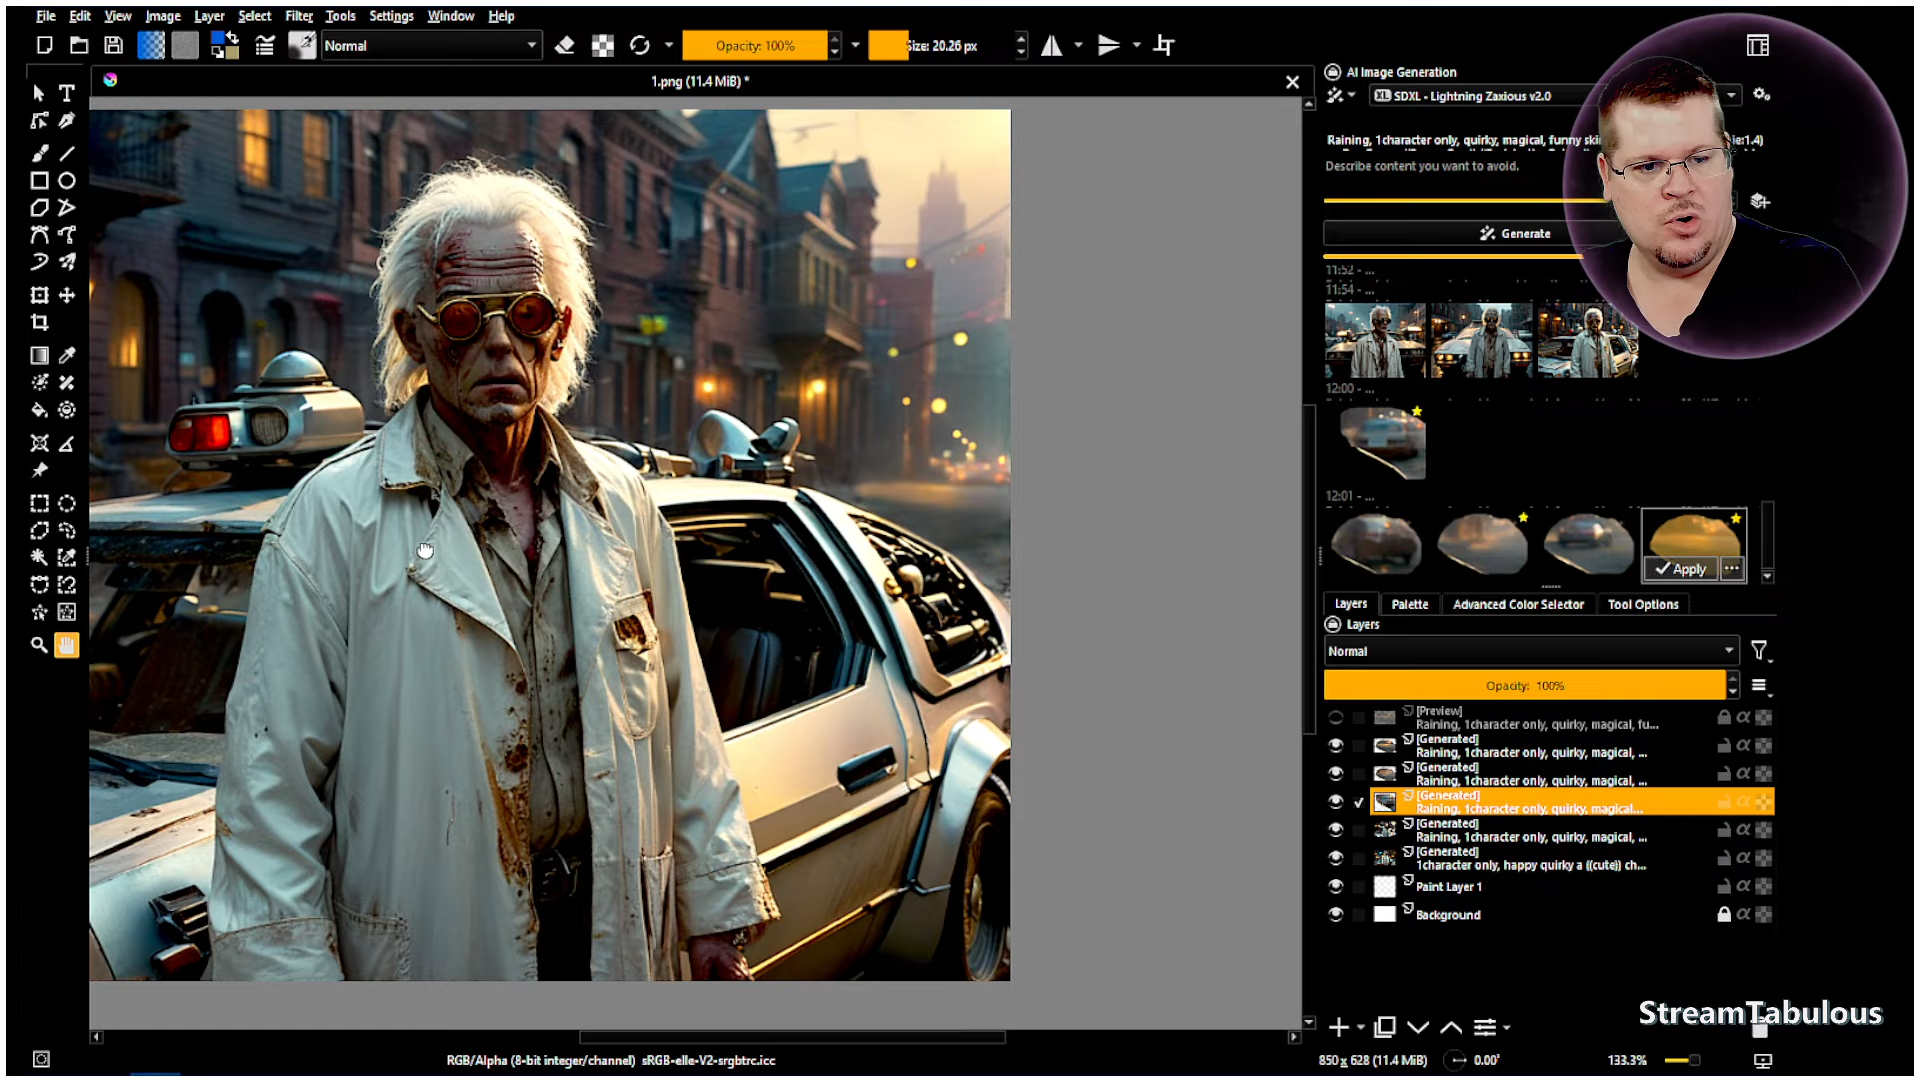 File Edit View Image Layer Select Filter Tools Settings Window Help
Normal
Opacity: 100%
Size: 20.26 px
1.png (11.4 MiB) *
AI Image Generation
XL SDXL - Lightning Zaxious v2.0
Raining, 1character only, quirky, magical, funny ski ie:1.4)
Describe content you want to avoid.
Generate
11:52 - ...
11:54 - ...
12:00 - ...
12:01 - ...
Apply
Layers Palette Advanced Color Selector Tool Options
Layers
Normal
Opacity: 100%
[Preview]
Raining, 1character only, quirky, magical, fu...
[Generated]
Raining, 1character only, quirky, magical, ...
[Generated]
Raining, 1character only, quirky, magical, ...
[Generated]
Raining, 1character only, quirky, magical...
[Generated]
Raining, 1character only, quirky, magical, ...
[Generated]
1character only, happy quirky a ((cute)) ch...
Paint Layer 1
Background
StreamTabulous
RGB/Alpha (8-bit integer/channel) sRGB-elle-V2-srgbtrc.icc
850 x 628 (11.4 MiB)
0.00°
133.3%